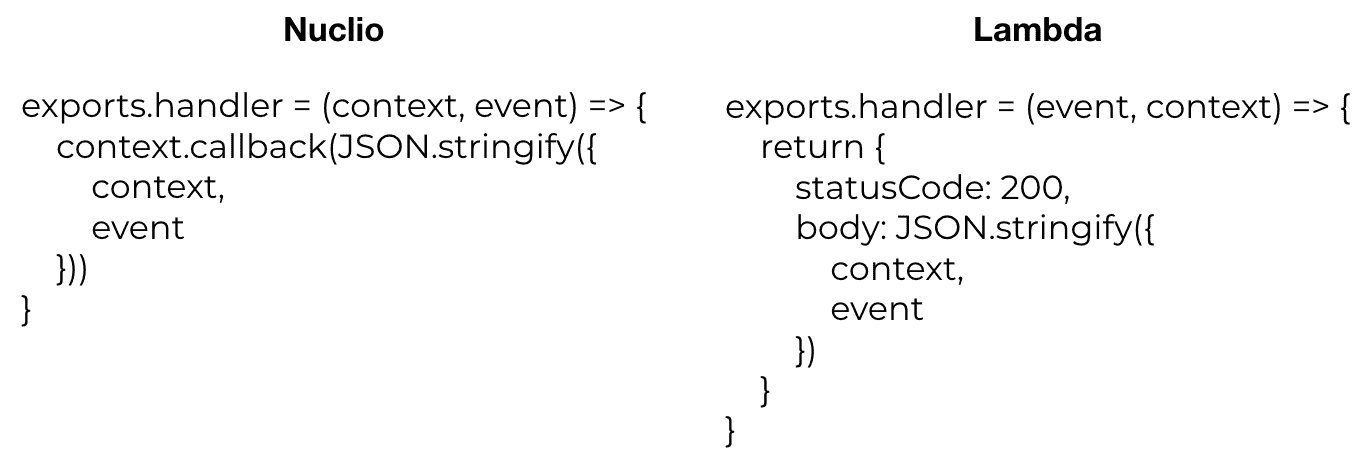 Nuclio
exports.handler = (context, event) => {
    context.callback(JSON.stringify({
        context,
        event
    }))
}
Lambda
exports.handler = (event, context) => {
    return {
        statusCode: 200,
        body: JSON.stringify({
            context,
            event
        })
    }
}